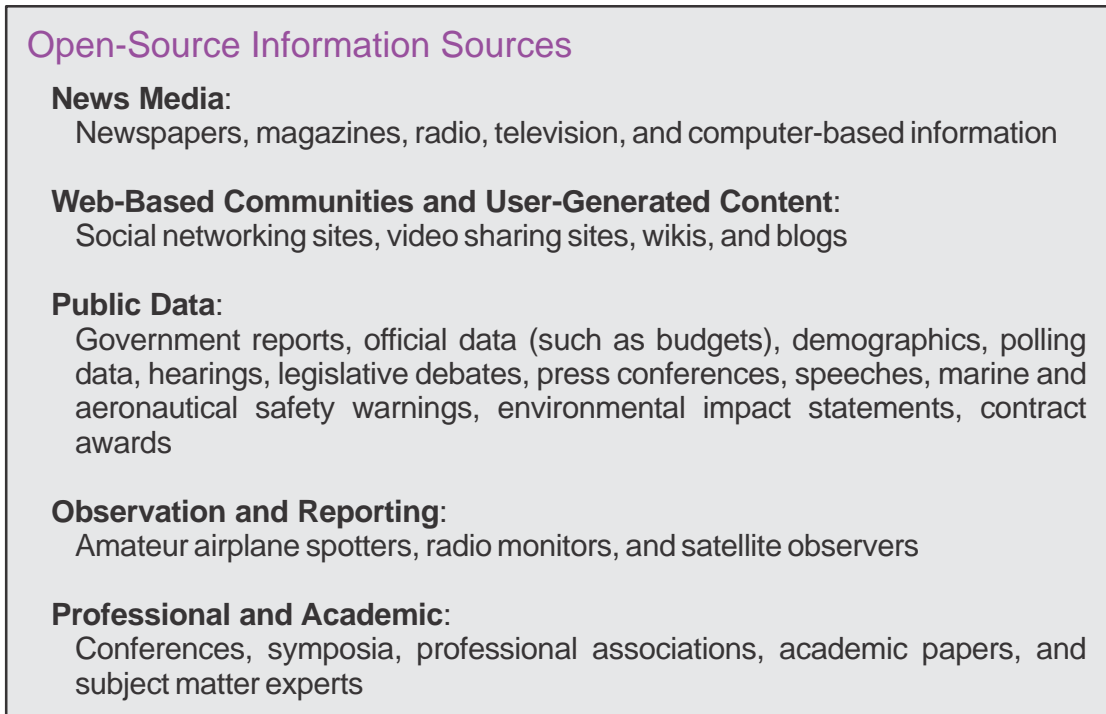 Open-Source Information Sources
News Media:
Newspapers, magazines, radio, television, and computer-based information
Web-Based Communities and User-Generated Content:
Social networking sites, video sharing sites, wikis, and blogs
Public Data:
Government reports, official data (such as budgets), demographics, polling
data, hearings, legislative debates, press conferences, speeches, marine and
aeronautical safety warnings, environmental impact statements, contract
awards
Observation and Reporting:
Amateur airplane spotters, radio monitors, and satellite observers
Professional and Academic:
Conferences, symposia, professional associations, academic papers, and
subject matter experts